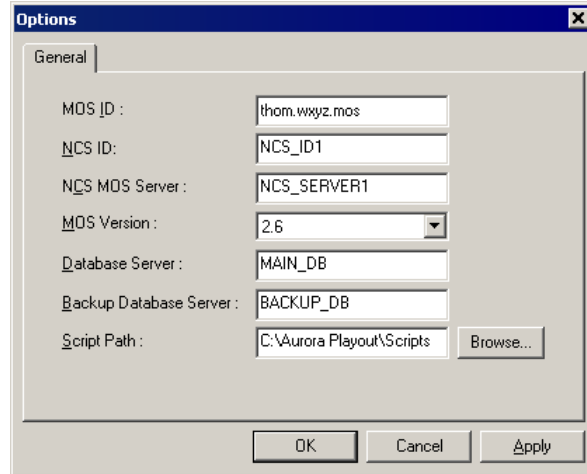 Options
General
MOS ID : thom.wxyz.mos
NCS ID: NCS_ID1
NCS MOS Server : NCS_SERVER1
MOS Version : 2.6
Database Server : MAIN_DB
Backup Database Server : BACKUP_DB
Script Path : C:\Aurora Playout\Scripts Browse...
OK Cancel Apply